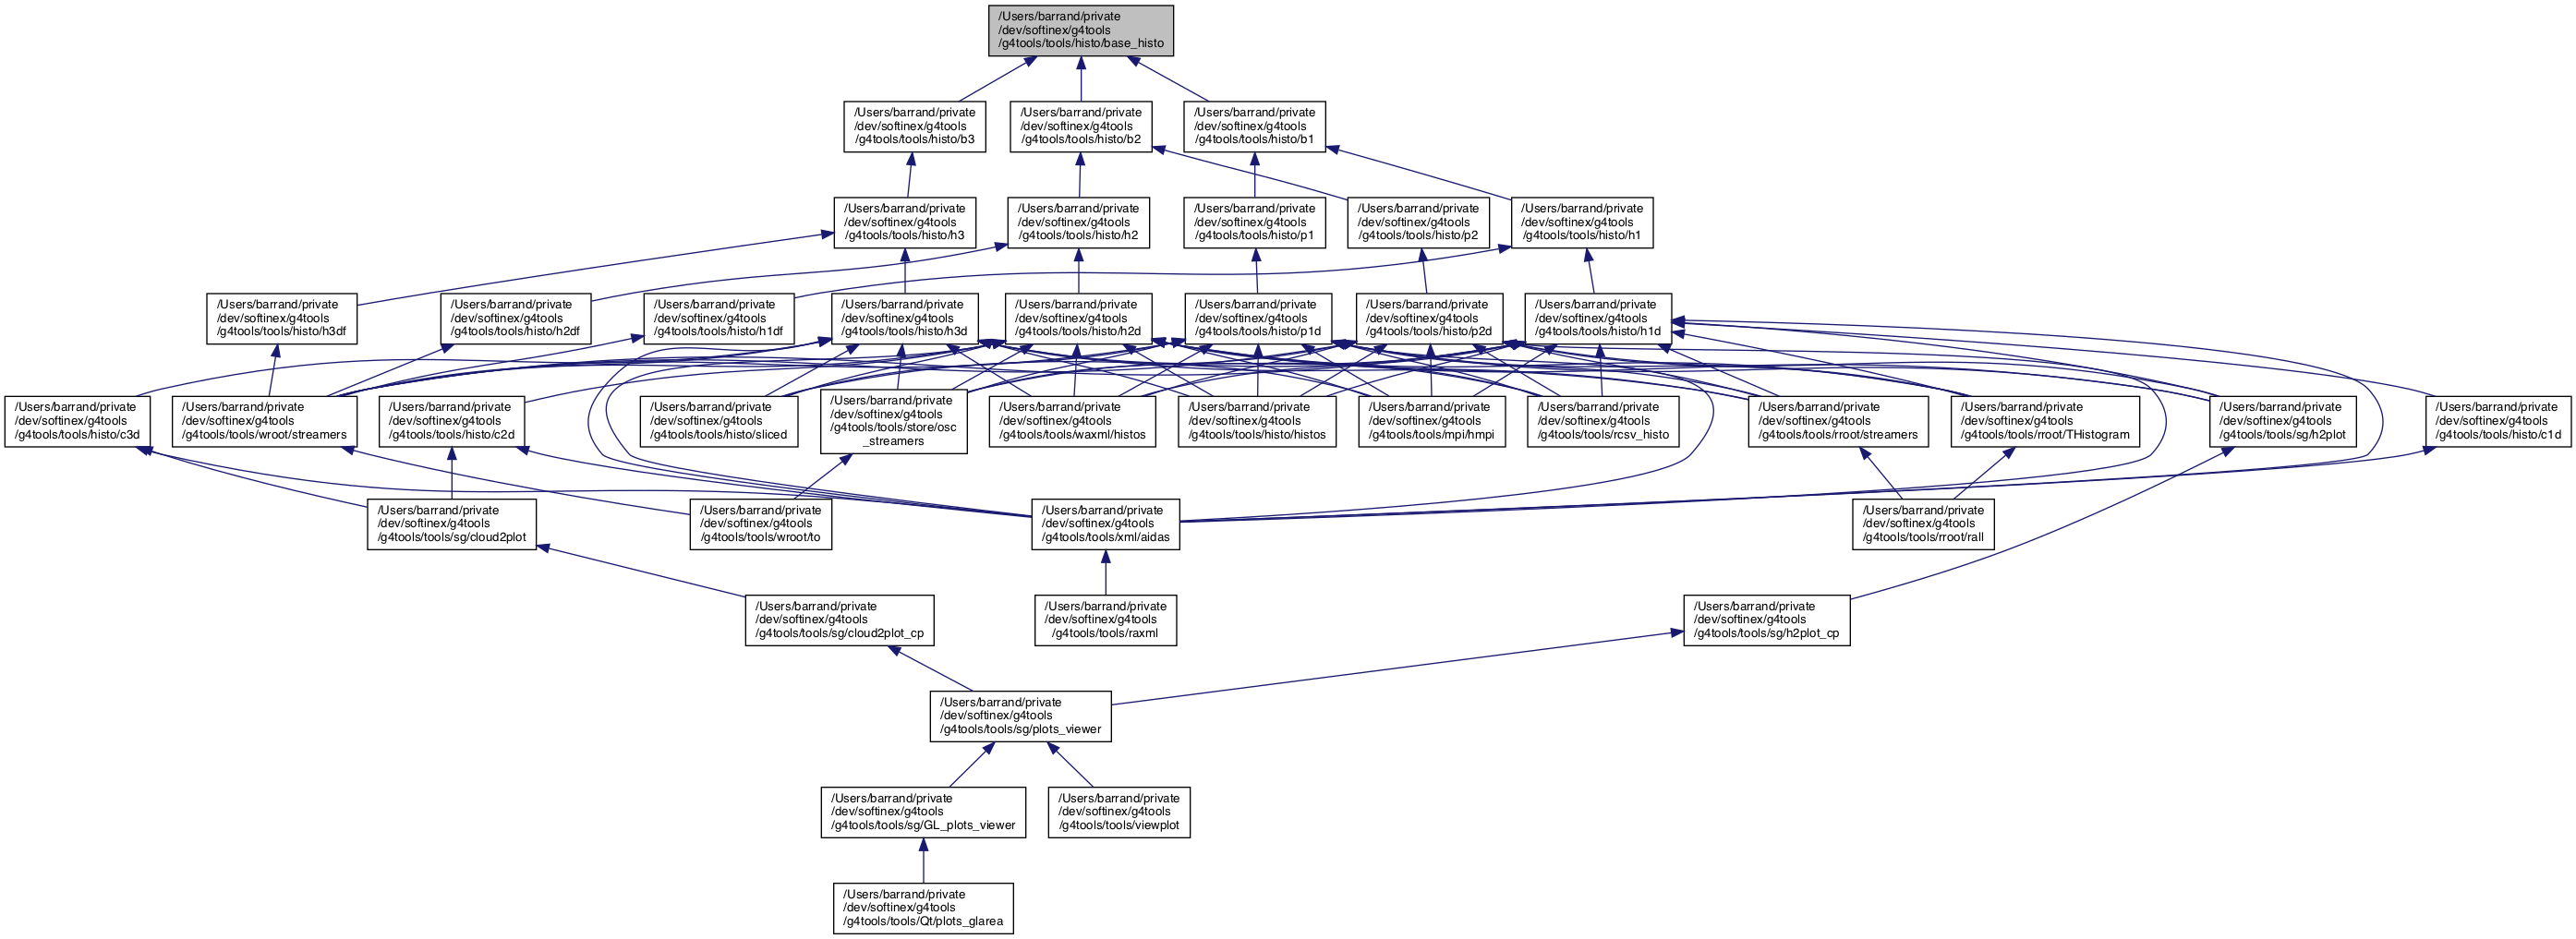 /Users/barrand/private
/dev/softinex/g4tools
/g4tools/tools/histo/base_histo
/Users/barrand/private
/dev/softinex/g4tools
/g4tools/tools/histo/b3
/Users/barrand/private
/dev/softinex/g4tools
/g4tools/tools/histo/b2
/Users/barrand/private
/dev/softinex/g4tools
/g4tools/tools/histo/b1
/Users/barrand/private
/dev/softinex/g4tools
/g4tools/tools/histo/h3
/Users/barrand/private
/dev/softinex/g4tools
/g4tools/tools/histo/h2
/Users/barrand/private
/dev/softinex/g4tools
/g4tools/tools/histo/p1
/Users/barrand/private
/dev/softinex/g4tools
/g4tools/tools/histo/p2
/Users/barrand/private
/dev/softinex/g4tools
/g4tools/tools/histo/h1
/Users/barrand/private
/dev/softinex/g4tools
/g4tools/tools/histo/h3df
/Users/barrand/private
/dev/softinex/g4tools
/g4tools/tools/histo/h2df
/Users/barrand/private
/dev/softinex/g4tools
/g4tools/tools/histo/h1df
/Users/barrand/private
/dev/softinex/g4tools
/g4tools/tools/histo/h3d
/Users/barrand/private
/dev/softinex/g4tools
/g4tools/tools/histo/h2d
/Users/barrand/private
/dev/softinex/g4tools
/g4tools/tools/histo/p1d
/Users/barrand/private
/dev/softinex/g4tools
/g4tools/tools/histo/p2d
/Users/barrand/private
/dev/softinex/g4tools
/g4tools/tools/histo/h1d
/Users/barrand/private
/dev/softinex/g4tools
/g4tools/tools/histo/c3d
/Users/barrand/private
/dev/softinex/g4tools
/g4tools/tools/wroot/streamers
/Users/barrand/private
/dev/softinex/g4tools
/g4tools/tools/histo/c2d
/Users/barrand/private
/dev/softinex/g4tools
/g4tools/tools/histo/sliced
/Users/barrand/private
/dev/softinex/g4tools
/g4tools/tools/store/osc
_streamers
/Users/barrand/private
/dev/softinex/g4tools
/g4tools/tools/waxml/histos
/Users/barrand/private
/dev/softinex/g4tools
/g4tools/tools/histo/histos
/Users/barrand/private
/dev/softinex/g4tools
/g4tools/tools/mpi/hmpi
/Users/barrand/private
/dev/softinex/g4tools
/g4tools/tools/rcsv_histo
/Users/barrand/private
/dev/softinex/g4tools
/g4tools/tools/rroot/streamers
/Users/barrand/private
/dev/softinex/g4tools
/g4tools/tools/rroot/THistogram
/Users/barrand/private
/dev/softinex/g4tools
/g4tools/tools/sg/h2plot
/Users/barrand/private
/dev/softinex/g4tools
/g4tools/tools/histo/c1d
/Users/barrand/private
/dev/softinex/g4tools
/g4tools/tools/sg/cloud2plot
/Users/barrand/private
/dev/softinex/g4tools
/g4tools/tools/wroot/to
/Users/barrand/private
/dev/softinex/g4tools
/g4tools/tools/xml/aidas
/Users/barrand/private
/dev/softinex/g4tools
/g4tools/tools/rroot/rall
/Users/barrand/private
/dev/softinex/g4tools
/g4tools/tools/sg/cloud2plot_cp
/Users/barrand/private
/dev/softinex/g4tools
/g4tools/tools/raxml
/Users/barrand/private
/dev/softinex/g4tools
/g4tools/tools/sg/h2plot_cp
/Users/barrand/private
/dev/softinex/g4tools
/g4tools/tools/sg/plots_viewer
/Users/barrand/private
/dev/softinex/g4tools
/g4tools/tools/sg/GL_plots_viewer
/Users/barrand/private
/dev/softinex/g4tools
/g4tools/tools/viewplot
/Users/barrand/private
/dev/softinex/g4tools
/g4tools/tools/Qt/plots_glarea